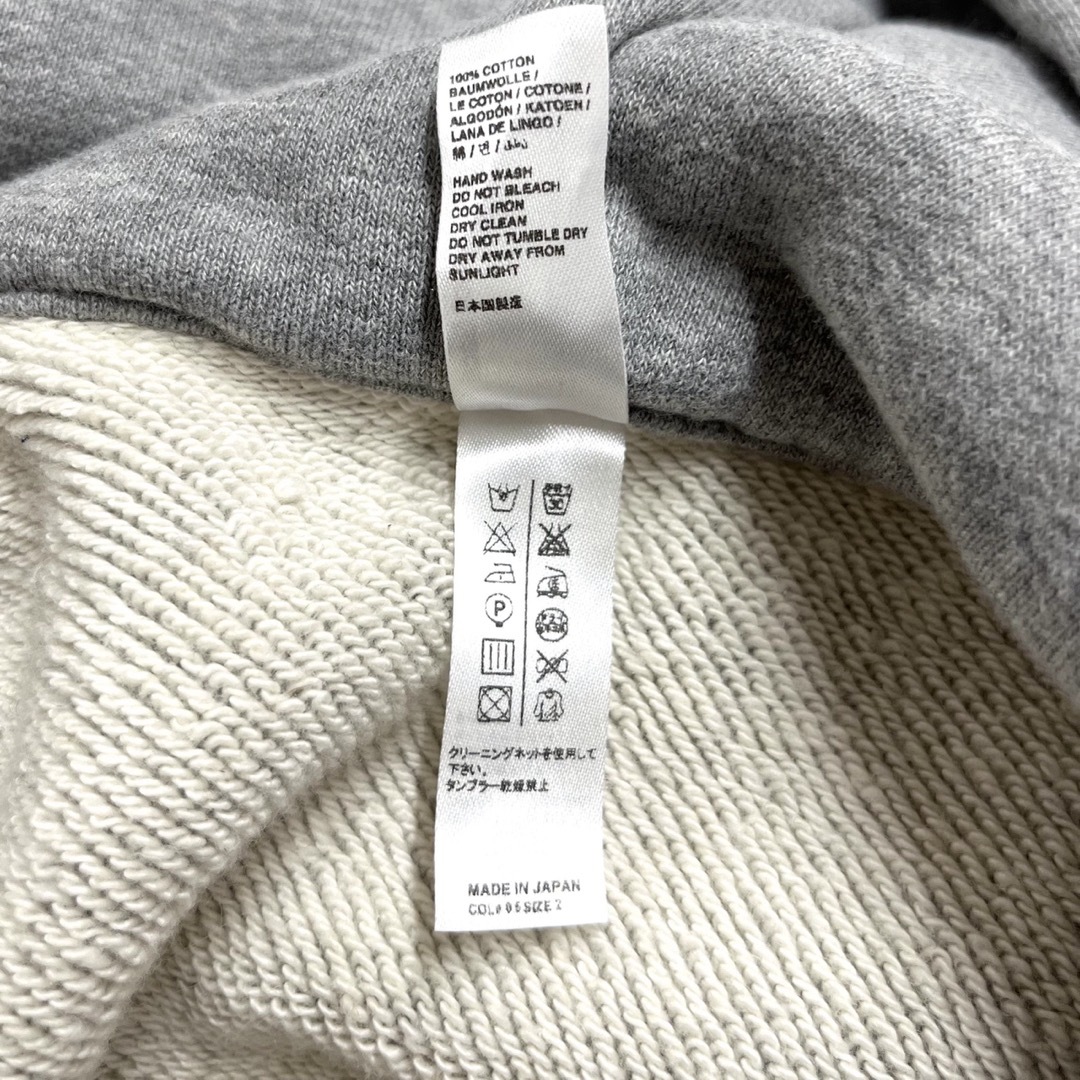 100% COTTON
BAUMWOLLE /
LE COTON / COTONE /
ALGODÓN / KATOEN /
LANA DE LINGO /
綿 / 면 /
HAND WASH
DO NOT BLEACH
COOL IRON
DRY CLEAN
DO NOT TUMBLE DRY
DRY AWAY FROM
SUNLIGHT
日本国製造
P
クリーニングネットを使用して
下さい。
タンブラー乾燥禁止
MADE IN JAPAN
COL# 05 SIZE 2